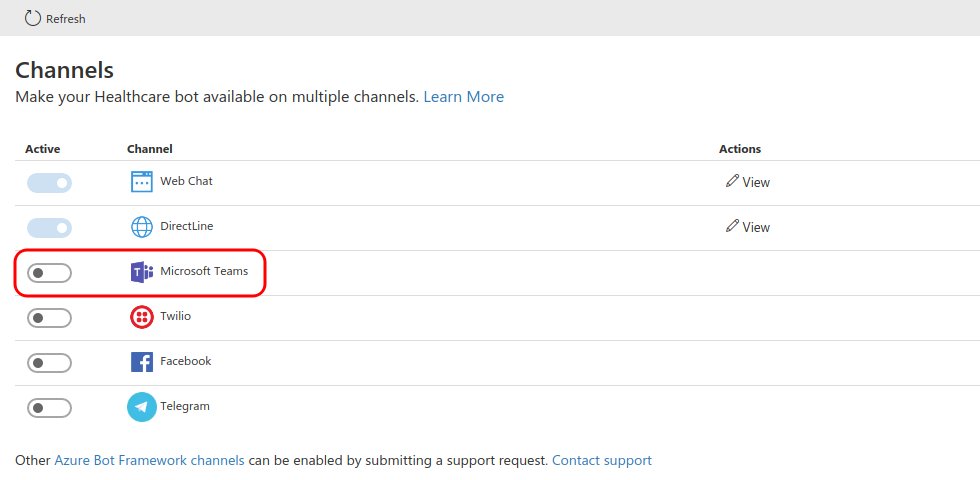 Refresh
Channels
Make your Healthcare bot available on multiple channels. Learn More
Active Channel Actions
Web Chat View
DirectLine View
T Microsoft Teams
Twilio
Facebook
Telegram
Other Azure Bot Framework channels can be enabled by submitting a support request. Contact support